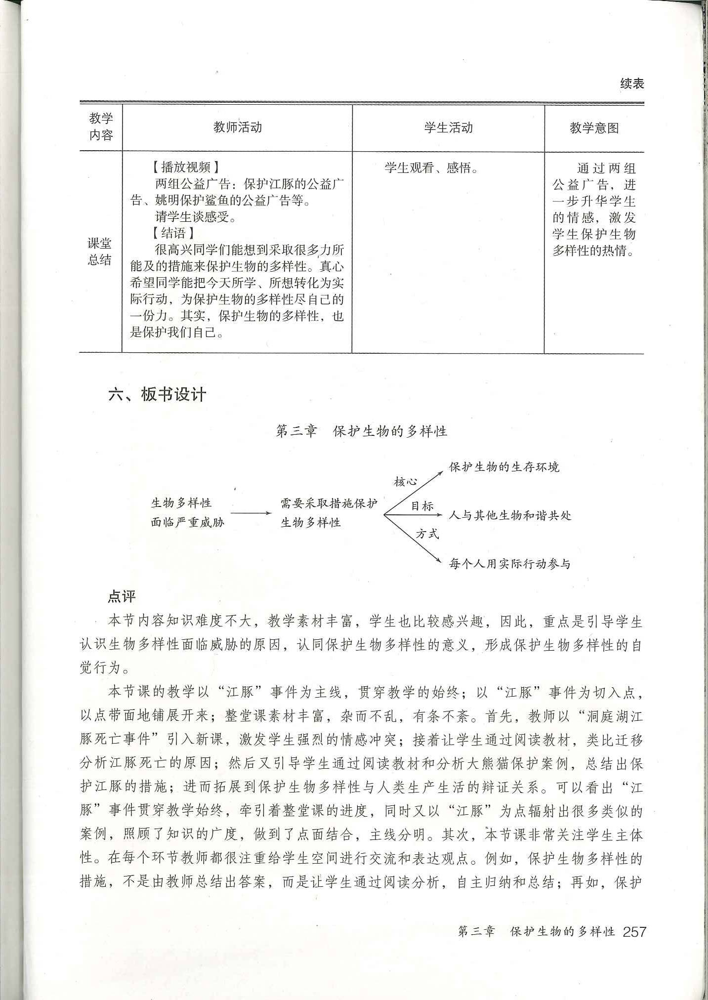 续表
教学
内容
教师活动
学生活动
教学意图
课堂
总结
【播放视频】
两组公益广告：保护江豚的公益广
告、姚明保护鲨鱼的公益广告等。
请学生谈感受。
【结语】
很高兴同学们能想到采取很多力所
能及的措施来保护生物的多样性。真心
希望同学能把今天所学、所想转化为实
际行动，为保护生物的多样性尽自己的
一份力。其实，保护生物的多样性，也
是保护我们自己。
学生观看、感悟。
通过两组
公益广告，进
一步升华学生
的情感，激发
学生保护生物
多样性的热情。
六、板书设计
第三章　保护生物的多样性
生物多样性
面临严重威胁
需要采取措施保护
生物多样性
核心
保护生物的生存环境
目标
人与其他生物和谐共处
方式
每个人用实际行动参与
点评
本节内容知识难度不大，教学素材丰富，学生也比较感兴趣，因此，重点是引导学生
认识生物多样性面临威胁的原因，认同保护生物多样性的意义，形成保护生物多样性的自
觉行为。
本节课的教学以“江豚”事件为主线，贯穿教学的始终；以“江豚”事件为切入点，
以点带面地铺展开来；整堂课素材丰富，杂而不乱，有条不紊。首先，教师以“洞庭湖江
豚死亡事件”引入新课，激发学生强烈的情感冲突；接着让学生通过阅读教材，类比迁移
分析江豚死亡的原因；然后又引导学生通过阅读教材和分析大熊猫保护案例，总结出保
护江豚的措施；进而拓展到保护生物多样性与人类生产生活的辩证关系。可以看出“江
豚”事件贯穿教学始终，牵引着整堂课的进度，同时又以“江豚”为点辐射出很多类似的
案例，照顾了知识的广度，做到了点面结合，主线分明。其次，本节课非常关注学生主体
性。在每个环节教师都很注重给学生空间进行交流和表达观点。例如，保护生物多样性的
措施，不是由教师总结出答案，而是让学生通过阅读分析，自主归纳和总结；再如，保护
第三章　保护生物的多样性 257